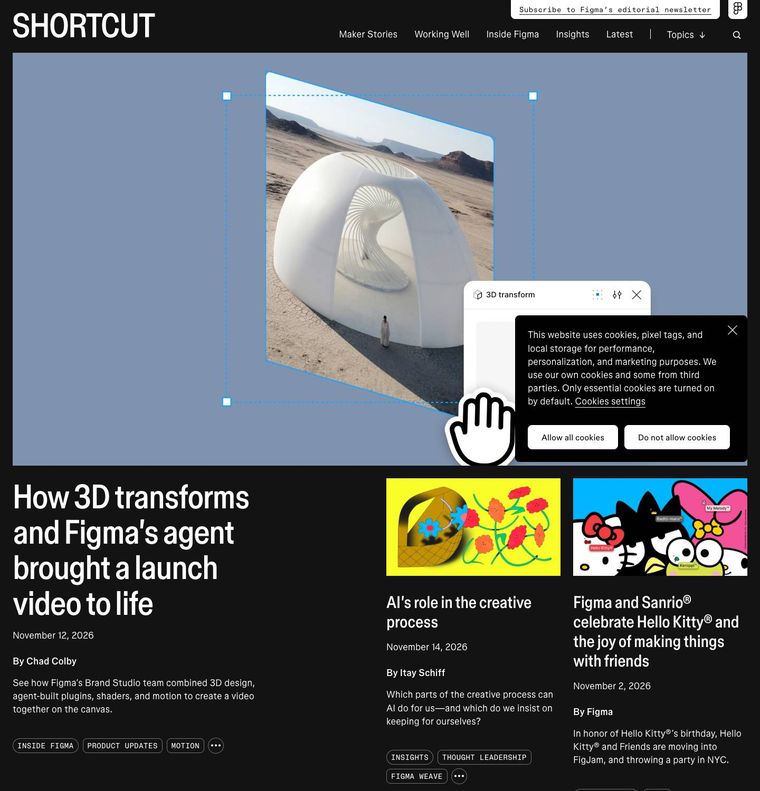 Subscribe to Figma's editorial newsletter
SHORTCUT
Maker Stories Working Well Inside Figma Insights Latest | Topics ↓
3D transform
This website uses cookies, pixel tags, and
local storage for performance,
personalization, and marketing purposes. We
use our own cookies and some from third
parties. Only essential cookies are turned on
by default. Cookies settings
Allow all cookies Do not allow cookies
How 3D transforms
and Figma's agent
brought a launch
video to life
November 12, 2026
By Chad Colby
See how Figma's Brand Studio team combined 3D design,
agent-built plugins, shaders, and motion to create a video
together on the canvas.
INSIDE FIGMA PRODUCT UPDATES MOTION
AI's role in the creative
process
November 14, 2026
By Itay Schiff
Which parts of the creative process can
AI do for us—and which do we insist on
keeping for ourselves?
INSIGHTS THOUGHT LEADERSHIP
FIGMA WEAVE
My Melody™
Hello Kitty®
Keroppi™
Figma and Sanrio®
celebrate Hello Kitty® and
the joy of making things
with friends
November 2, 2026
By Figma
In honor of Hello Kitty®'s birthday, Hello
Kitty® and Friends are moving into
FigJam, and throwing a party in NYC.